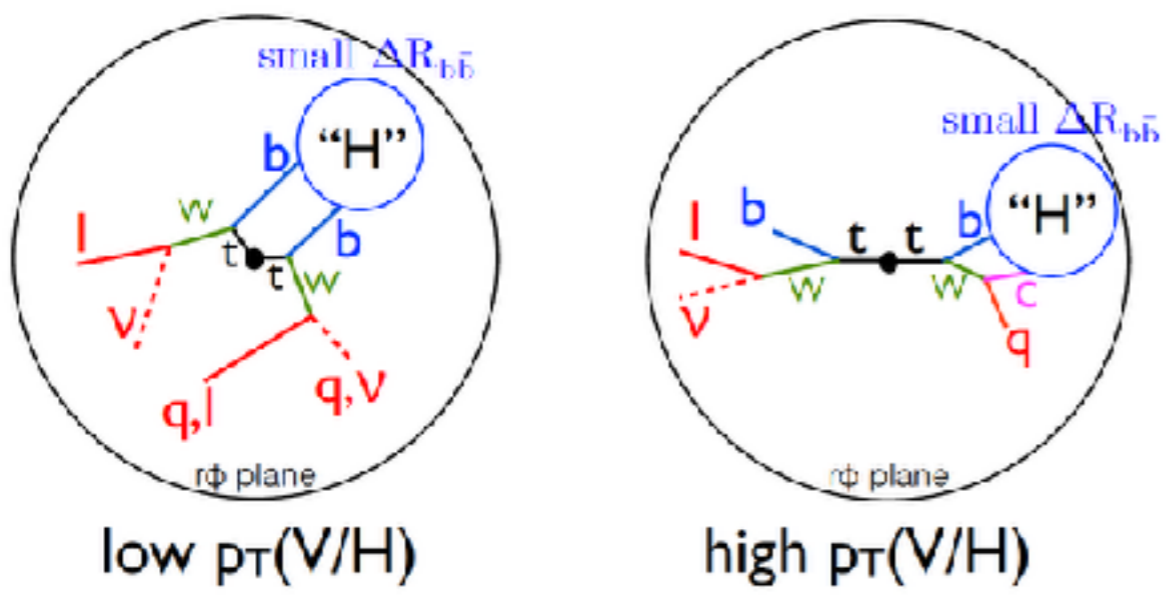 small ΔR_bb̄
"H"
b
w
l
t
b
t
w
ν
q,l
q,ν
rϕ plane
low pT(V/H)
small ΔR_bb̄
"H"
l
b
t
t
b
w
w
c
ν
q
rϕ plane
high pT(V/H)